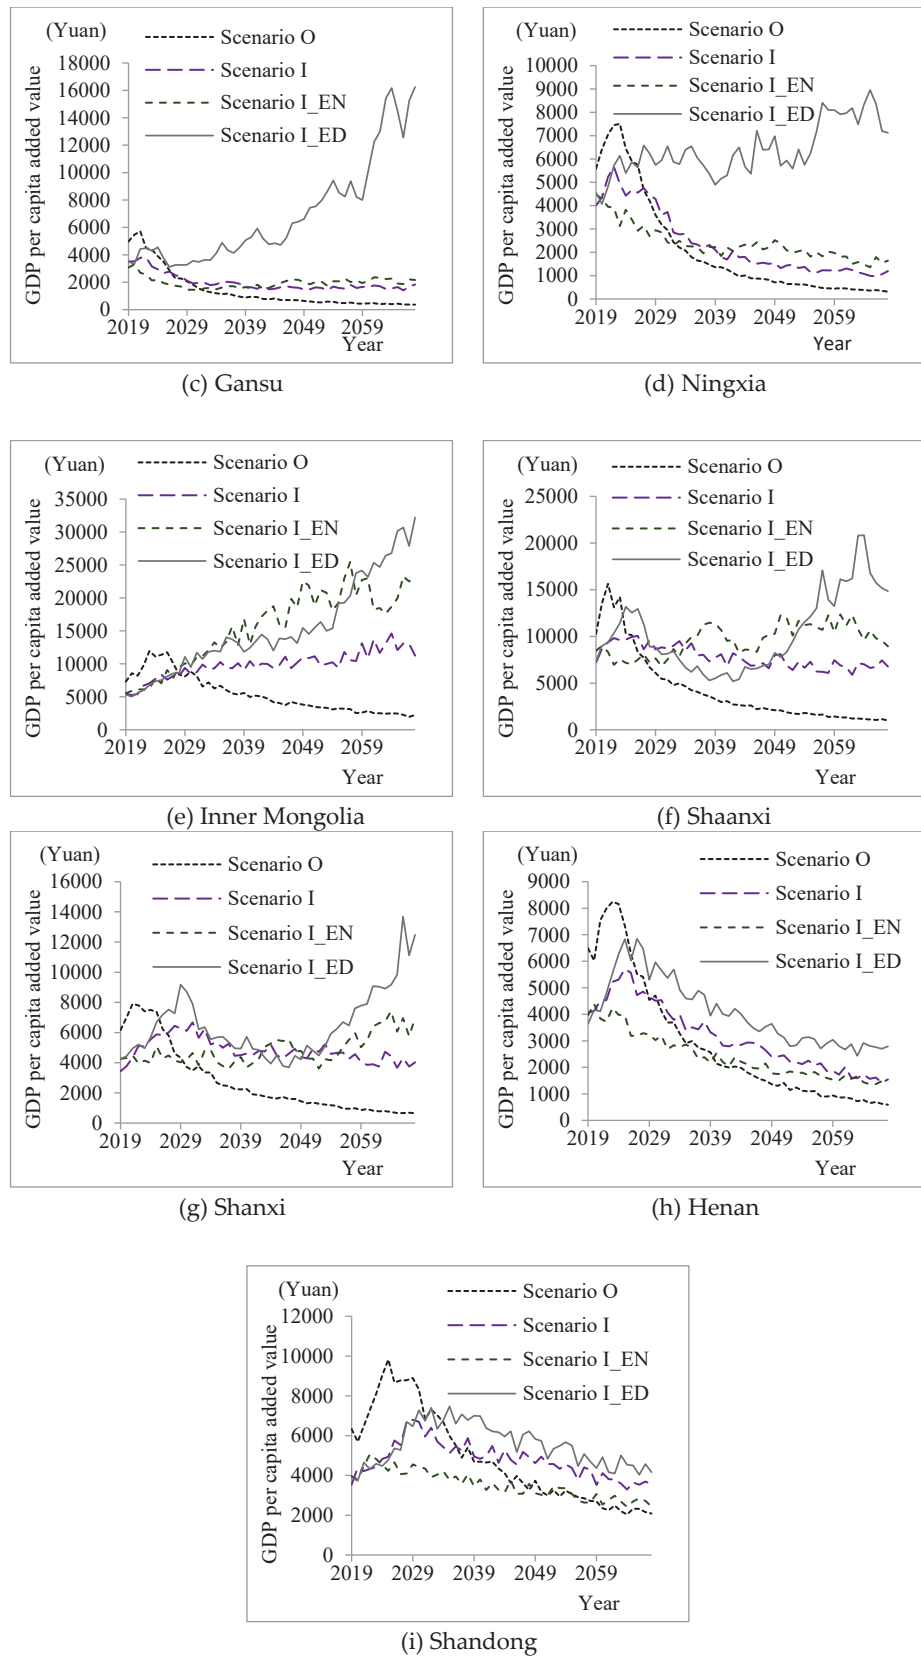 (Yuan)
Scenario O
Scenario I
Scenario I_EN
Scenario I_ED
GDP per capita added value
18000
16000
14000
12000
10000
8000
6000
4000
2000
0
2019 2029 2039 2049 2059
Year
(c) Gansu
(Yuan)
Scenario O
Scenario I
Scenario I_EN
Scenario I_ED
GDP per capita added value
10000
9000
8000
7000
6000
5000
4000
3000
2000
1000
0
2019 2029 2039 2049 2059
Year
(d) Ningxia
(Yuan)
Scenario O
Scenario I
Scenario I_EN
Scenario I_ED
GDP per capita added value
35000
30000
25000
20000
15000
10000
5000
0
2019 2029 2039 2049 2059
Year
(e) Inner Mongolia
(Yuan)
Scenario O
Scenario I
Scenario I_EN
Scenario I_ED
GDP per capita added value
25000
20000
15000
10000
5000
0
2019 2029 2039 2049 2059
Year
(f) Shaanxi
(Yuan)
Scenario O
Scenario I
Scenario I_EN
Scenario I_ED
GDP per capita added value
16000
14000
12000
10000
8000
6000
4000
2000
0
2019 2029 2039 2049 2059
Year
(g) Shanxi
(Yuan)
Scenario O
Scenario I
Scenario I_EN
Scenario I_ED
GDP per capita added value
9000
8000
7000
6000
5000
4000
3000
2000
1000
0
2019 2029 2039 2049 2059
Year
(h) Henan
(Yuan)
Scenario O
Scenario I
Scenario I_EN
Scenario I_ED
GDP per capita added value
12000
10000
8000
6000
4000
2000
0
2019 2029 2039 2049 2059
Year
(i) Shandong